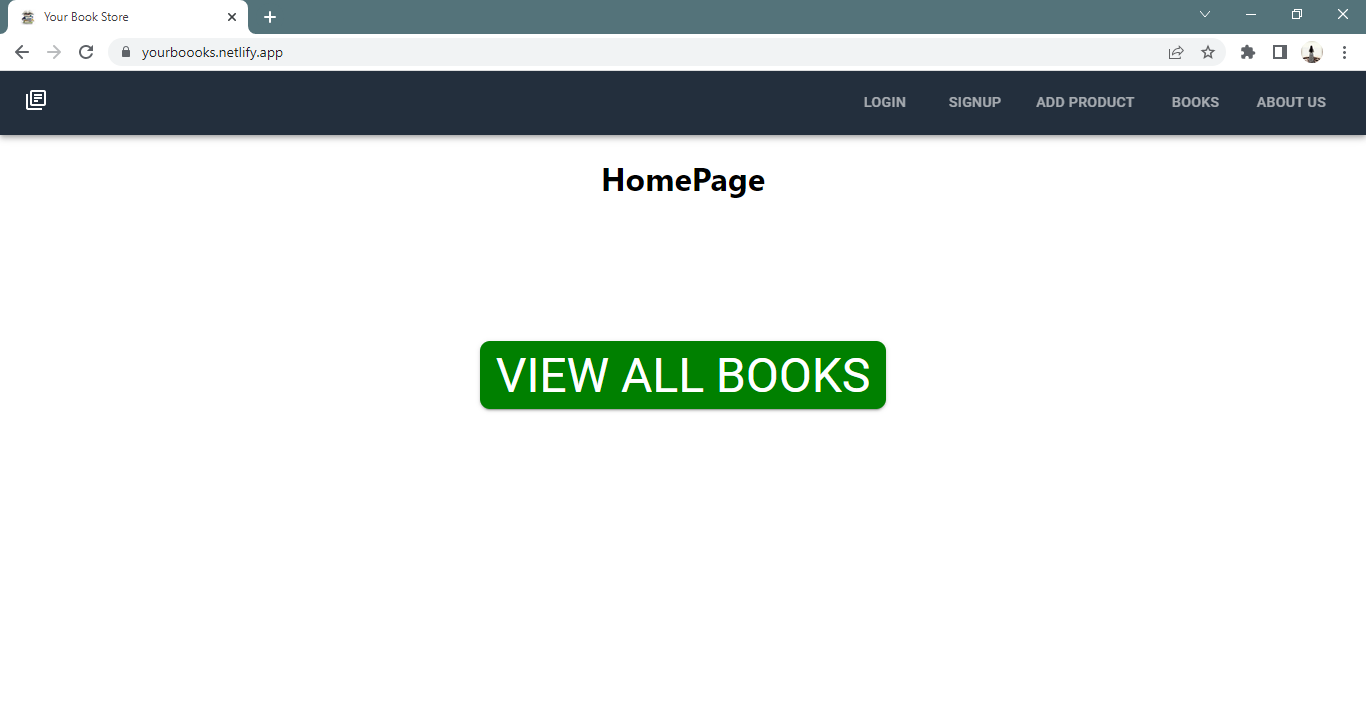 Your Book Store
yourboooks.netlify.app
LOGIN SIGNUP ADD PRODUCT BOOKS ABOUT US
HomePage
VIEW ALL BOOKS